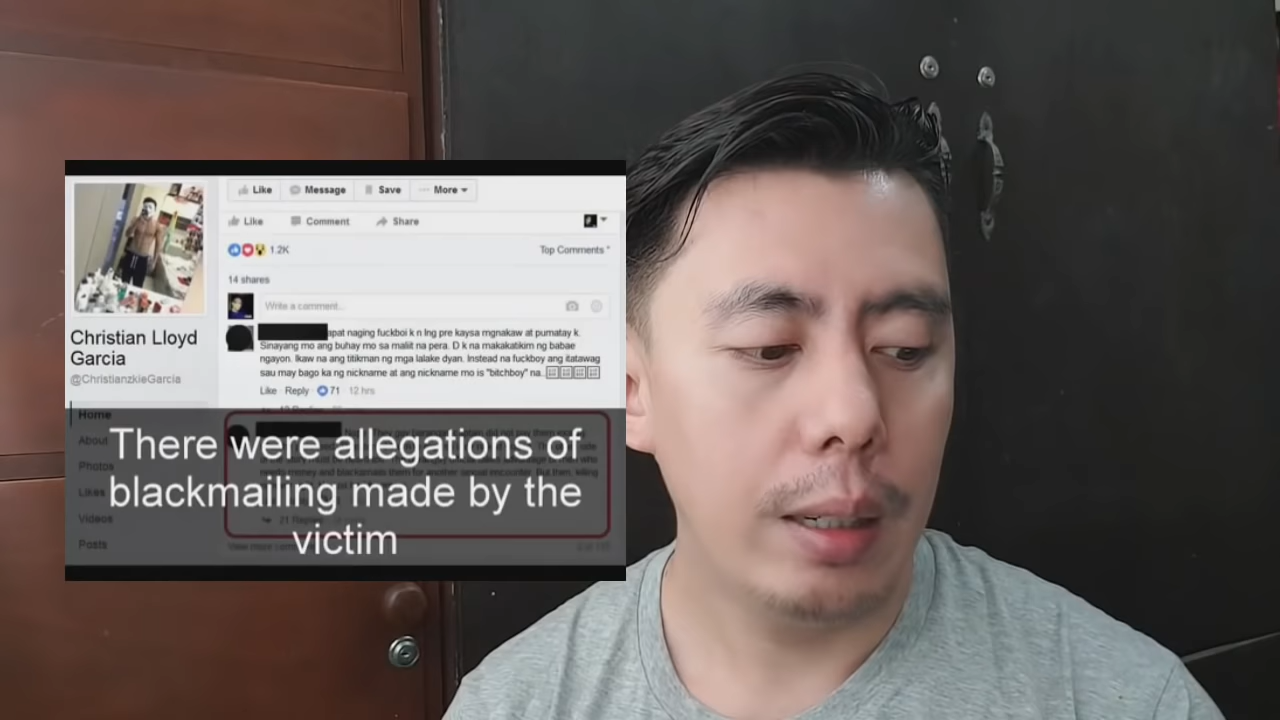 Like Message Save More
Like Comment Share
1.2K
Top Comments
14 shares
Write a comment...
Christian Lloyd
Garcia
@ChristianzkieGarcia
apat naging fuckboi k n lng pre kaysa mgnakaw at pumatay k.
Sinayang mo ang buhay mo sa maliit na pera. D k na makakatikim ng babae
ngayon. Ikaw na ang titikman ng mga lalake dyan. Instead na fuckboy ang itatawag
sau may bago ka ng nickname at ang nickname mo is "bitchboy" na..
Like Reply 71 12 hrs
Home
About
Photos
Likes
Videos
Posts
There were allegations of
blackmailing made by the
victim
21 Replies